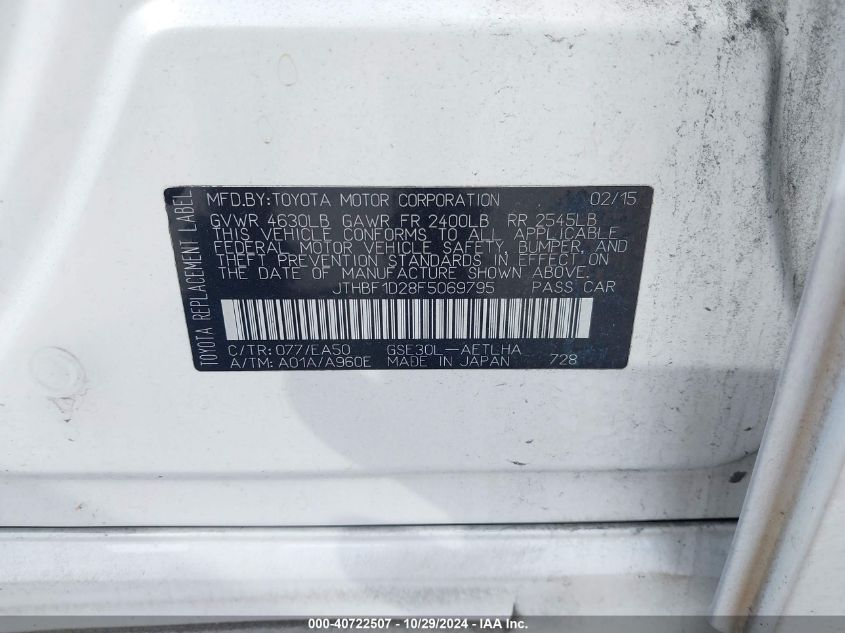 TOYOTA REPLACEMENT LABEL
MFD.BY:TOYOTA MOTOR CORPORATION 02/15
GVWR 4630LB GAWR FR 2400LB RR 2545LB
THIS VEHICLE CONFORMS TO ALL APPLICABLE
FEDERAL MOTOR VEHICLE SAFETY, BUMPER, AND
THEFT PREVENTION STANDARDS IN EFFECT ON
THE DATE OF MANUFACTURE SHOWN ABOVE.
JTHBF1D28F5069795 PASS CAR
C/TR: 077/EA50 GSE30L-AETLHA
A/TM: A01A/A960E MADE IN JAPAN 728
000-40722507 - 10/29/2024 - IAA Inc.